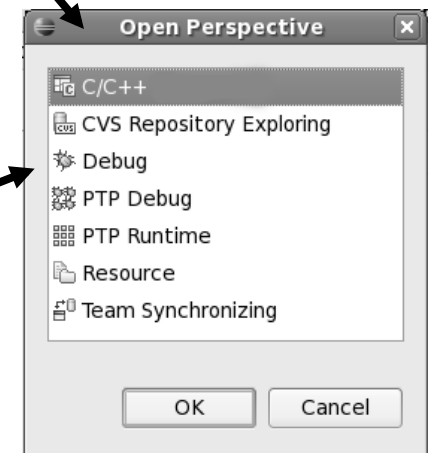 Open Perspective
C/C++
CVS Repository Exploring
Debug
PTP Debug
PTP Runtime
Resource
Team Synchronizing
OK Cancel